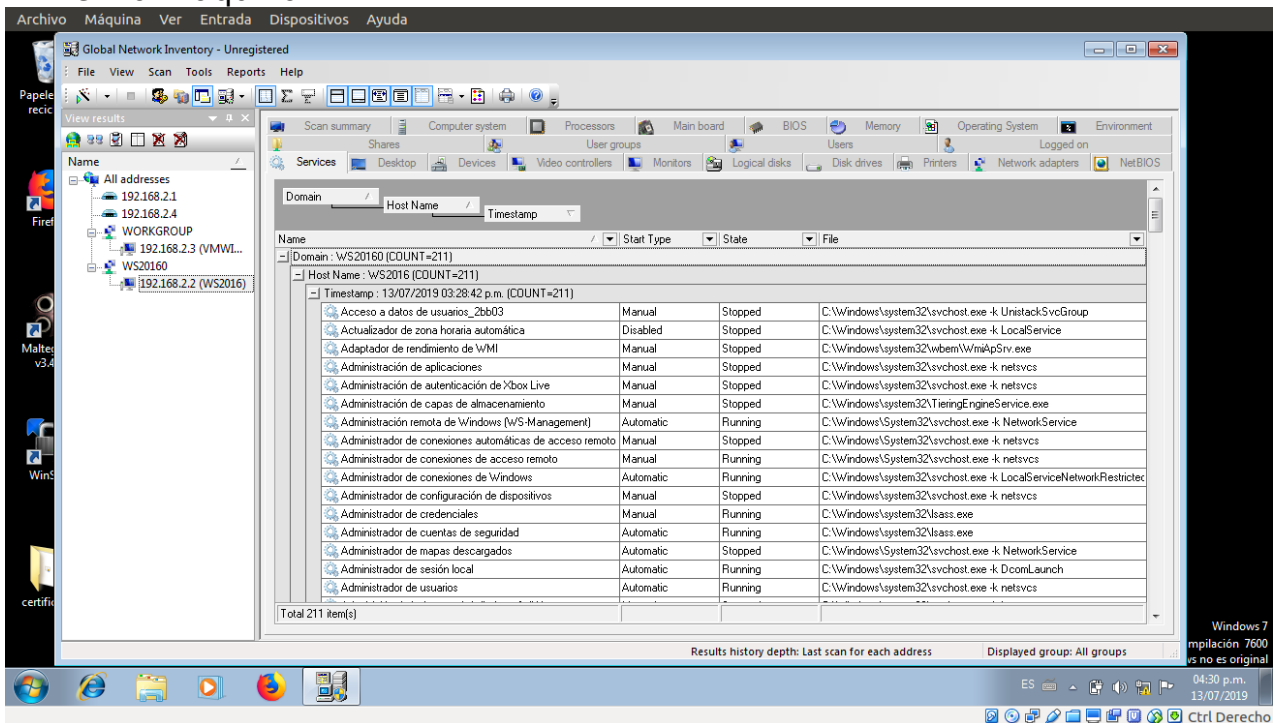 Archivo Máquina Ver Entrada Dispositivos Ayuda
Global Network Inventory - Unregistered
File View Scan Tools Reports Help
Papele
recic
View results
Scan summary Computer system Processors Main board BIOS Memory Operating System Environment
Shares User groups Users Logged on
Services Desktop Devices Video controllers Monitors Logical disks Disk drives Printers Network adapters NetBIOS
Name
All addresses
192.168.2.1
192.168.2.4
WORKGROUP
192.168.2.3 (VMWI...
WS20160
192.168.2.2 (WS2016)
Firef
Malteg
v3.4
WinS
certific
Domain
Host Name
Timestamp
Name Start Type State File
Domain : WS20160 (COUNT=211)
Host Name : WS2016 (COUNT=211)
Timestamp : 13/07/2019 03:28:42 p.m. (COUNT=211)
Acceso a datos de usuarios_2bb03 Manual Stopped C:\Windows\system32\svchost.exe -k UnistackSvcGroup
Actualizador de zona horaria automática Disabled Stopped C:\Windows\system32\svchost.exe -k LocalService
Adaptador de rendimiento de WMI Manual Stopped C:\Windows\system32\wbem\WmiApSrv.exe
Administración de aplicaciones Manual Stopped C:\Windows\system32\svchost.exe -k netsvcs
Administración de autenticación de Xbox Live Manual Stopped C:\Windows\system32\svchost.exe -k netsvcs
Administración de capas de almacenamiento Manual Stopped C:\Windows\system32\TieringEngineService.exe
Administración remota de Windows (WS-Management) Automatic Running C:\Windows\System32\svchost.exe -k NetworkService
Administrador de conexiones automáticas de acceso remoto Manual Stopped C:\Windows\System32\svchost.exe -k netsvcs
Administrador de conexiones de acceso remoto Manual Running C:\Windows\System32\svchost.exe -k netsvcs
Administrador de conexiones de Windows Automatic Running C:\Windows\system32\svchost.exe -k LocalServiceNetworkRestricted
Administrador de configuración de dispositivos Manual Stopped C:\Windows\system32\svchost.exe -k netsvcs
Administrador de credenciales Manual Running C:\Windows\system32\lsass.exe
Administrador de cuentas de seguridad Automatic Running C:\Windows\system32\lsass.exe
Administrador de mapas descargados Automatic Stopped C:\Windows\System32\svchost.exe -k NetworkService
Administrador de sesión local Automatic Running C:\Windows\system32\svchost.exe -k DcomLaunch
Administrador de usuarios Automatic Running C:\Windows\system32\svchost.exe -k netsvcs
Total 211 item(s)
Results history depth: Last scan for each address Displayed group: All groups
Windows 7
mpilación 7600
vs no es original
ES
04:30 p.m.
13/07/2019
Ctrl Derecho